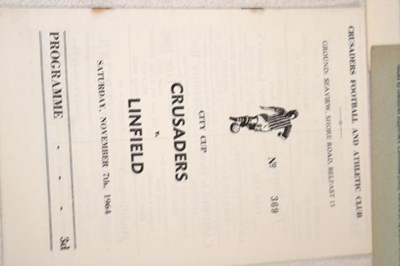 CRUSADERS FOOTBALL AND ATHLETIC CLUB
GROUND: SEAVIEW, SHORE ROAD, BELFAST 15
Nº 369
CITY CUP
CRUSADERS
v.
LINFIELD
SATURDAY, NOVEMBER 7th, 1964
PROGRAMME - - - 3d